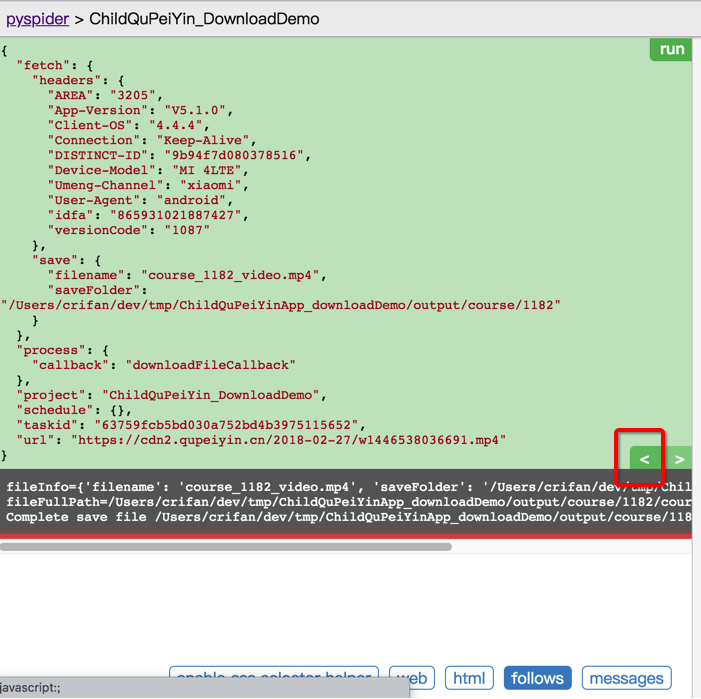 pyspider > ChildQuPeiYin_DownloadDemo
run
{
"fetch": {
"headers": {
"AREA": "3205",
"App-Version": "V5.1.0",
"Client-OS": "4.4.4",
"Connection": "Keep-Alive",
"DISTINCT-ID": "9b94f7d080378516",
"Device-Model": "MI 4LTE",
"Umeng-Channel": "xiaomi",
"User-Agent": "android",
"idfa": "865931021887427",
"versionCode": "1087"
},
"save": {
"filename": "course_1182_video.mp4",
"saveFolder":
"/Users/crifan/dev/tmp/ChildQuPeiYinApp_downloadDemo/output/course/1182"
}
},
"process": {
"callback": "downloadFileCallback"
},
"project": "ChildQuPeiYin_DownloadDemo",
"schedule": {},
"taskid": "63759fcb5bd030a752bd4b3975115652",
"url": "https://cdn2.qupeiyin.cn/2018-02-27/w1446538036691.mp4"
}
< >
fileInfo={'filename': 'course_1182_video.mp4', 'saveFolder': '/Users/crifan/dev/tmp/Chil
fileFullPath=/Users/crifan/dev/tmp/ChildQuPeiYinApp_downloadDemo/output/course/1182/cour
Complete save file /Users/crifan/dev/tmp/ChildQuPeiYinApp_downloadDemo/output/course/118
enable css selector helper web html follows messages
javascript:;